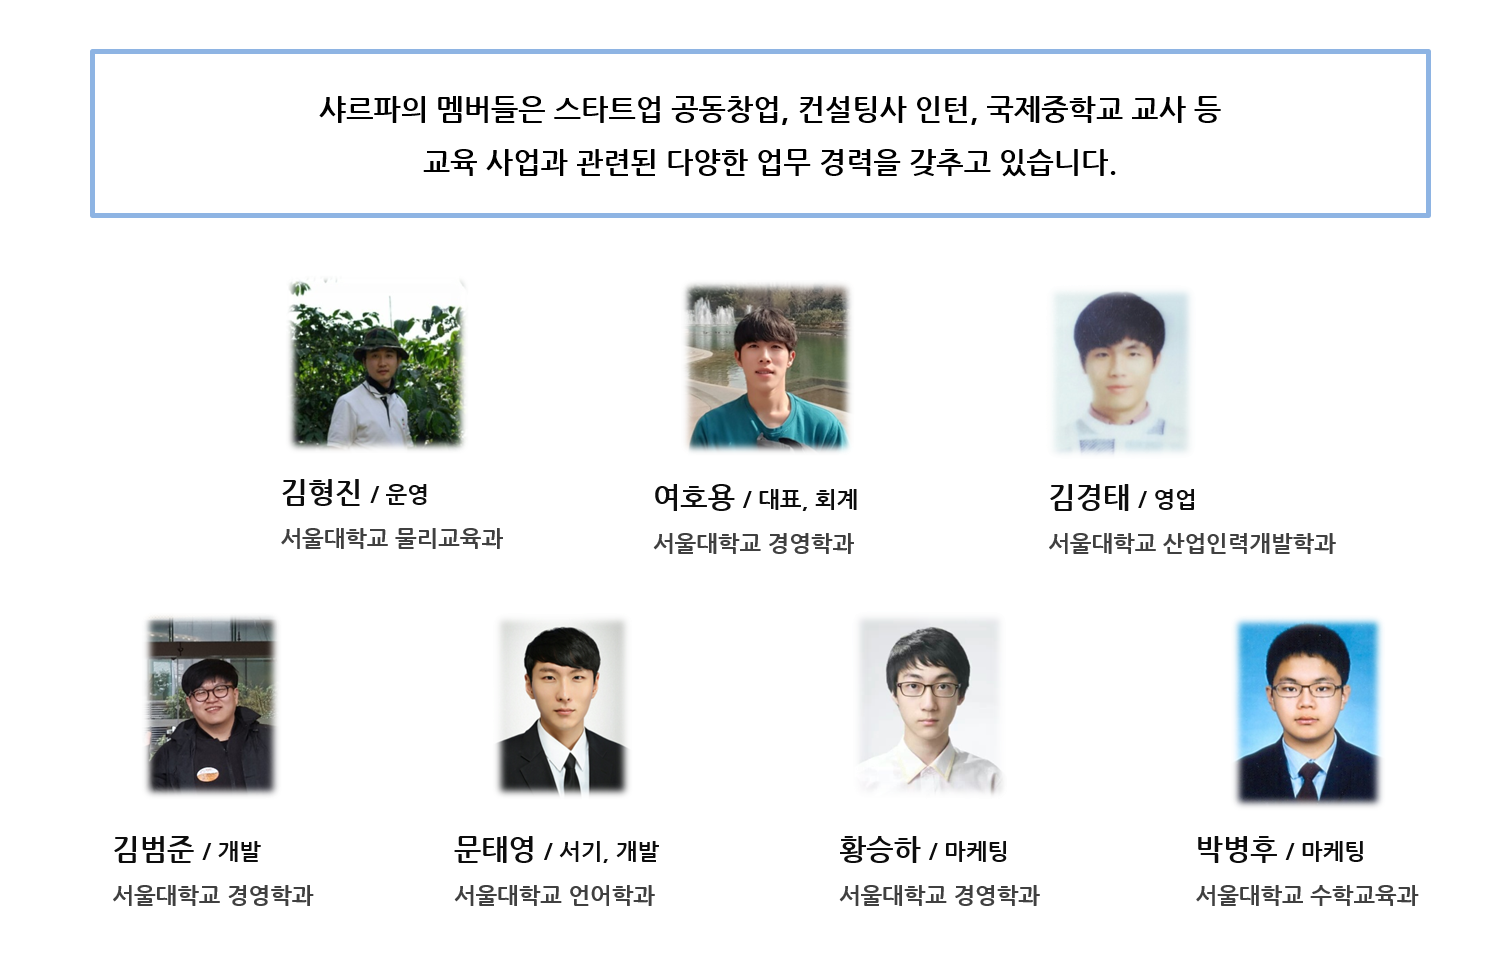 샤르파의 멤버들은 스타트업 공동창업, 컨설팅사 인턴, 국제중학교 교사 등
교육 사업과 관련된 다양한 업무 경력을 갖추고 있습니다.
김형진 / 운영
서울대학교 물리교육과
여호용 / 대표, 회계
서울대학교 경영학과
김경태 / 영업
서울대학교 산업인력개발학과
김범준 / 개발
서울대학교 경영학과
문태영 / 서기, 개발
서울대학교 언어학과
황승하 / 마케팅
서울대학교 경영학과
박병후 / 마케팅
서울대학교 수학교육과